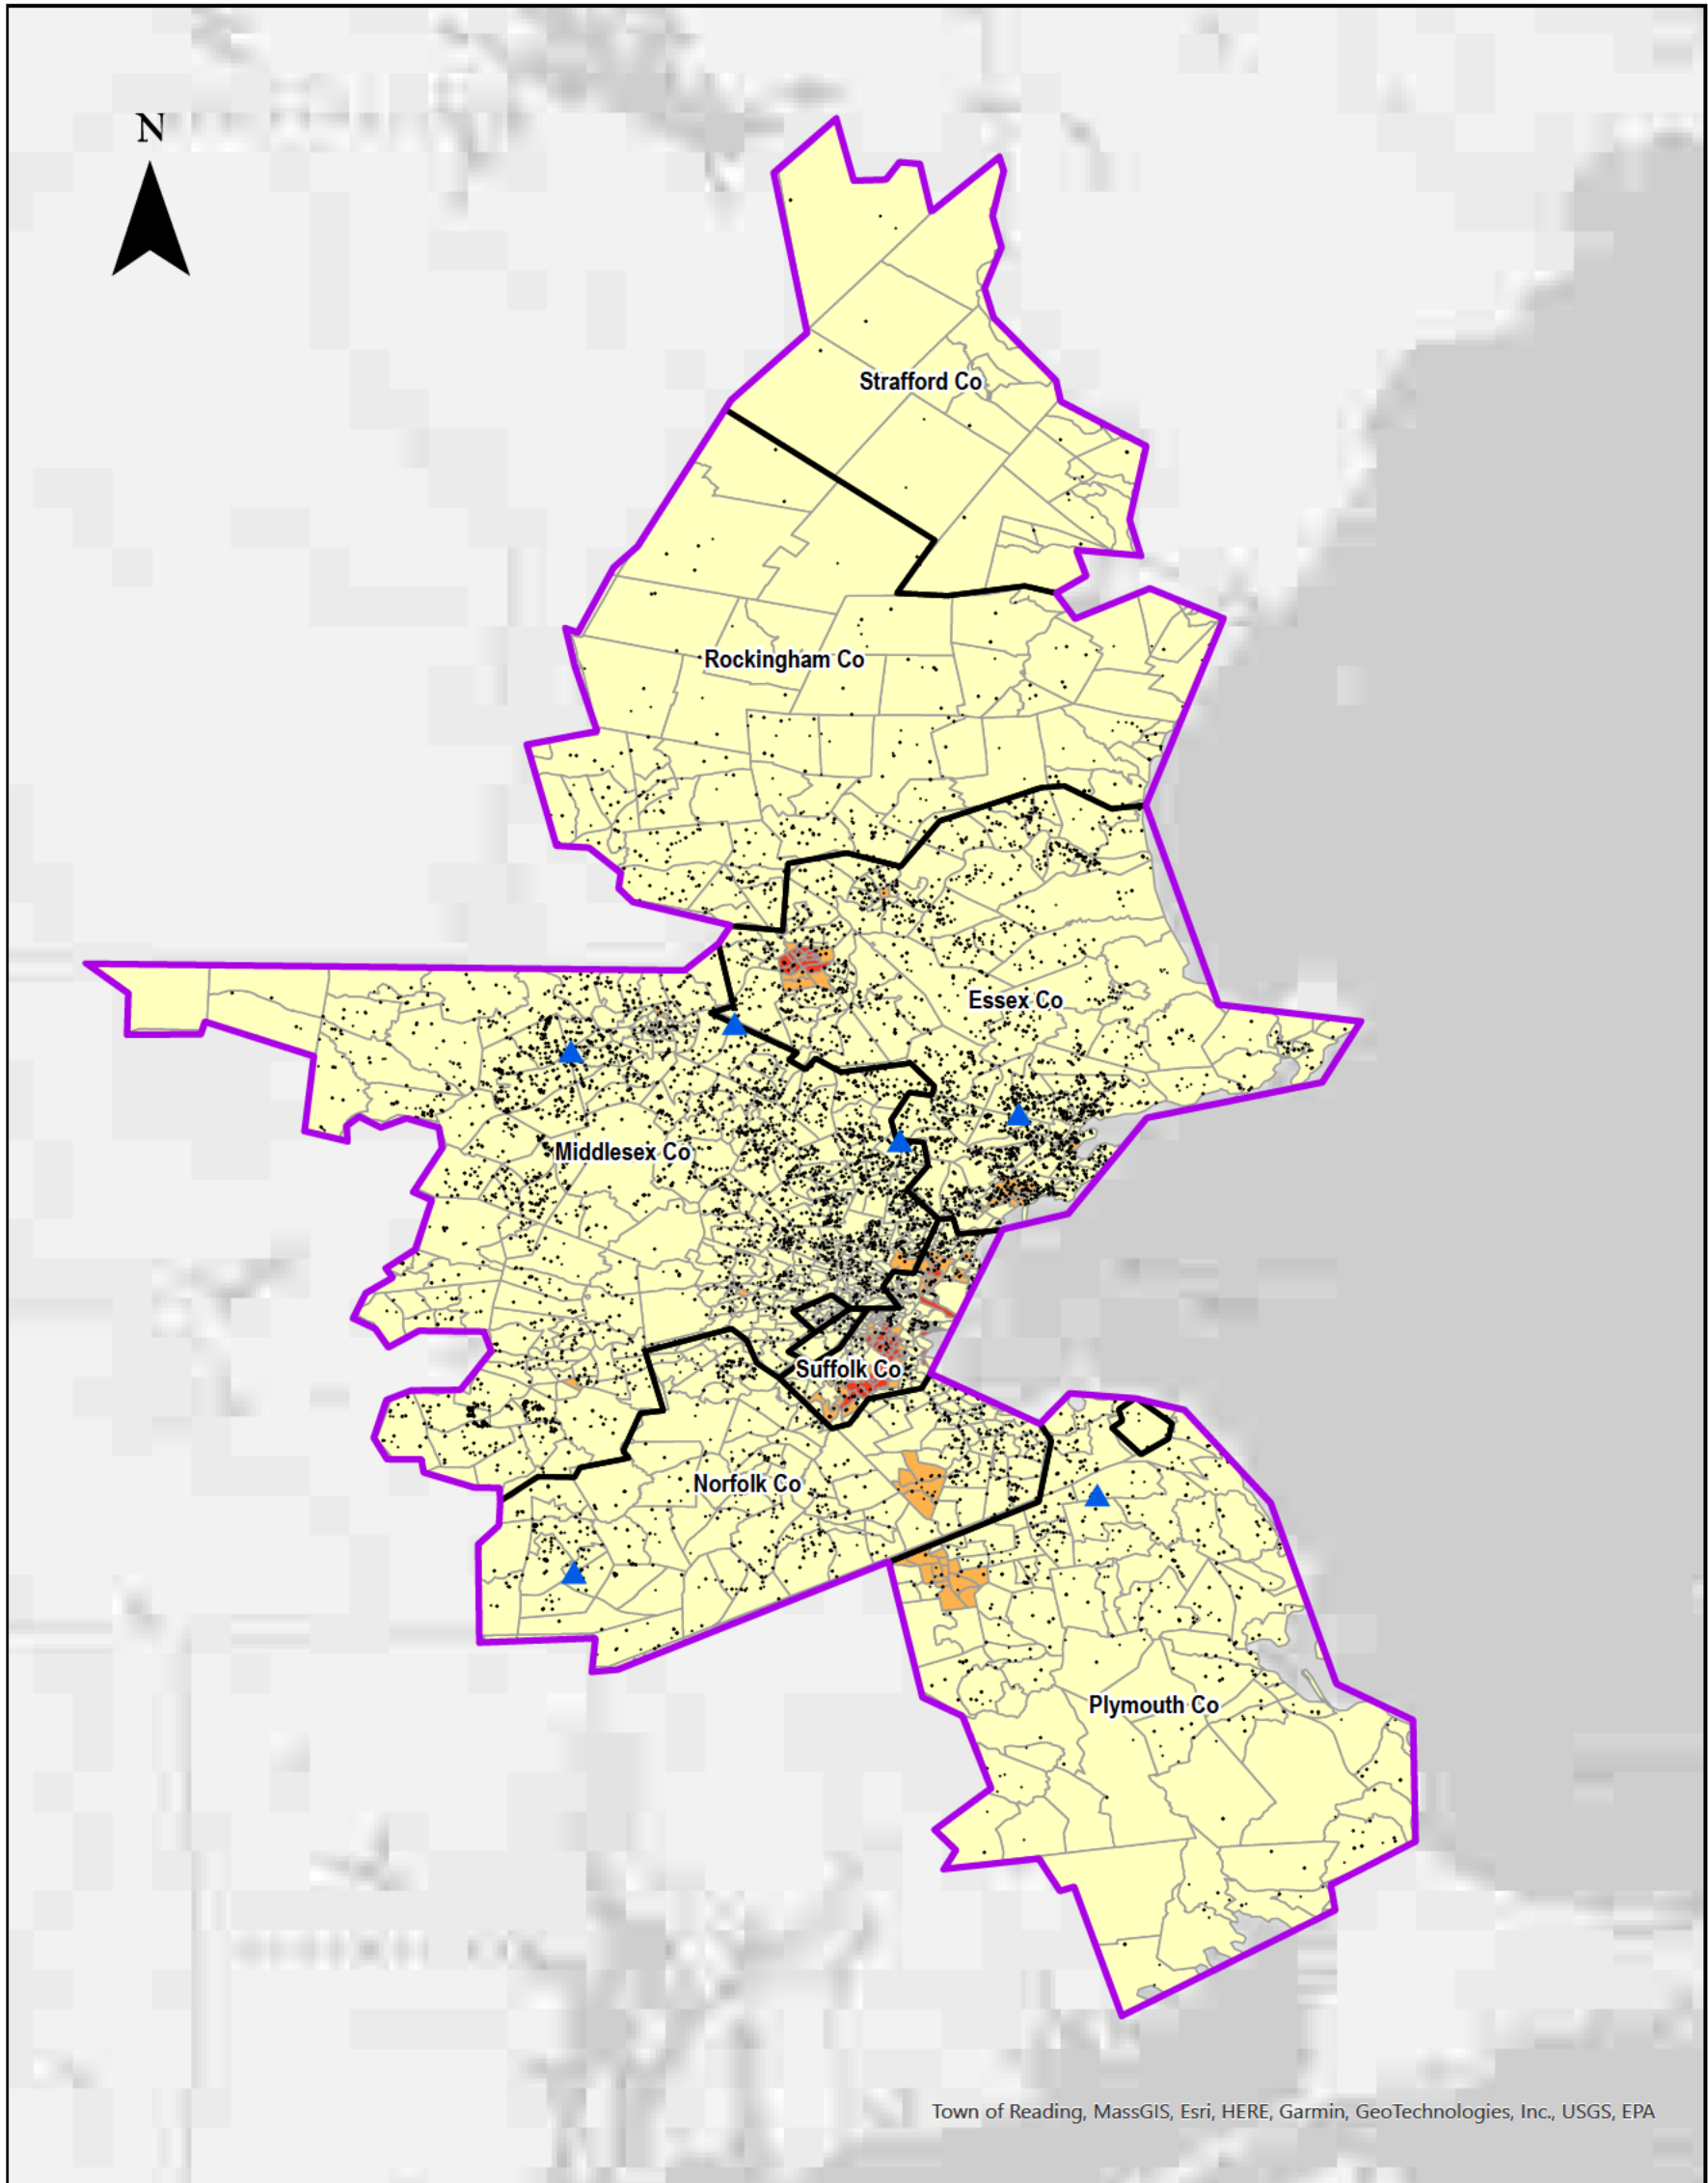 N
Strafford Co
Rockingham Co
Essex Co
Middlesex Co
Suffolk Co
Norfolk Co
Plymouth Co
Town of Reading, MassGIS, Esri, HERE, Garmin, GeoTechnologies, Inc., USGS, EPA